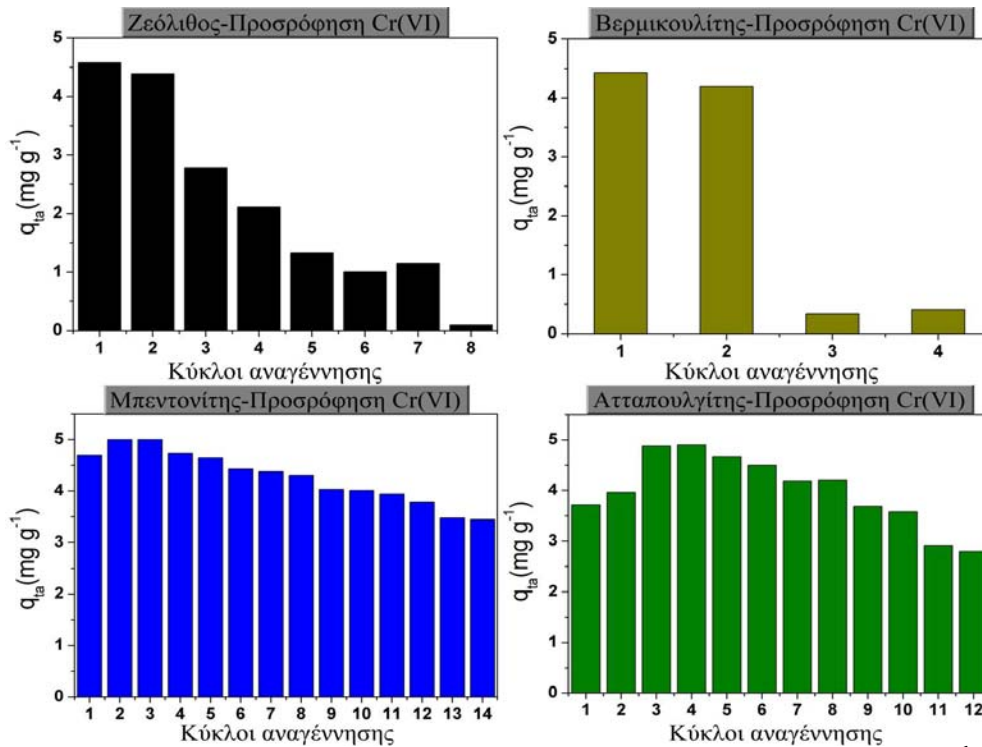 Ζεόλιθος-Προσρόφηση Cr(VI)
5
4
3
2
1
0
q_ta(mg g⁻¹)
1 2 3 4 5 6 7 8
Κύκλοι αναγέννησης
Βερμικουλίτης-Προσρόφηση Cr(VI)
5
4
3
2
1
0
q_ta(mg g⁻¹)
1 2 3 4
Κύκλοι αναγέννησης
Μπεντονίτης-Προσρόφηση Cr(VI)
5
4
3
2
1
0
q_ta(mg g⁻¹)
1 2 3 4 5 6 7 8 9 10 11 12 13 14
Κύκλοι αναγέννησης
Ατταπουλγίτης-Προσρόφηση Cr(VI)
5
4
3
2
1
0
q_ta(mg g⁻¹)
1 2 3 4 5 6 7 8 9 10 11 12
Κύκλοι αναγέννησης